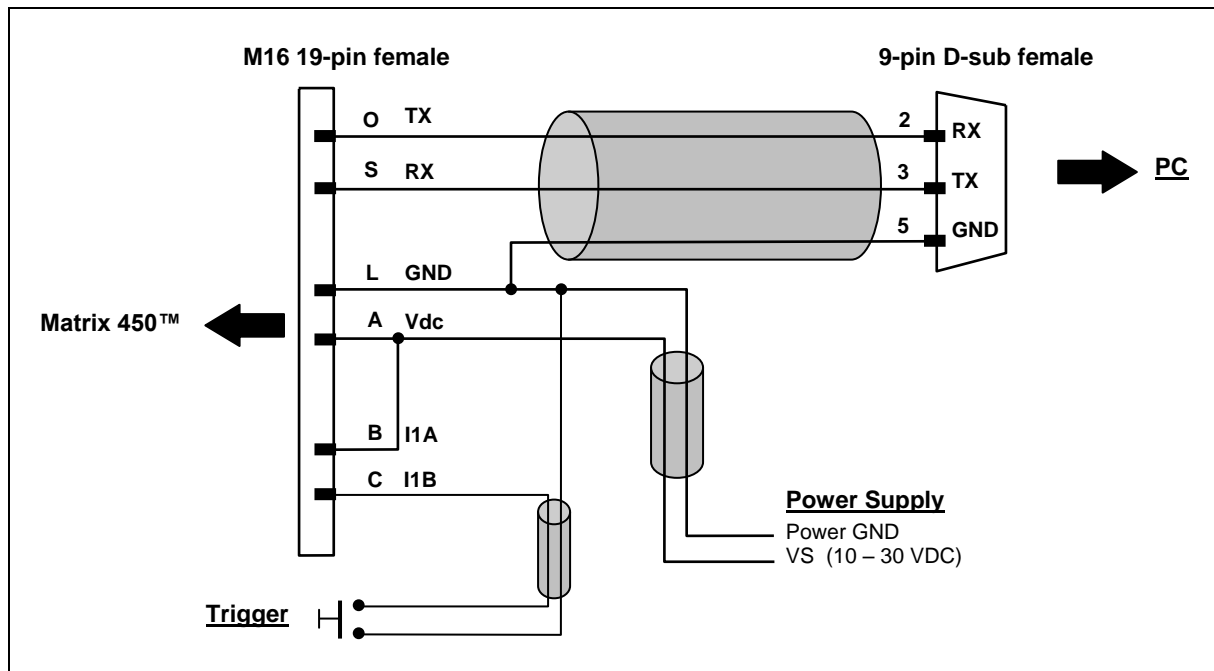 M16 19-pin female
9-pin D-sub female
O TX
2 RX
S RX
3 TX
PC
5 GND
L GND
Matrix 450™
A Vdc
B I1A
C I1B
Power Supply
Power GND
VS (10 – 30 VDC)
Trigger